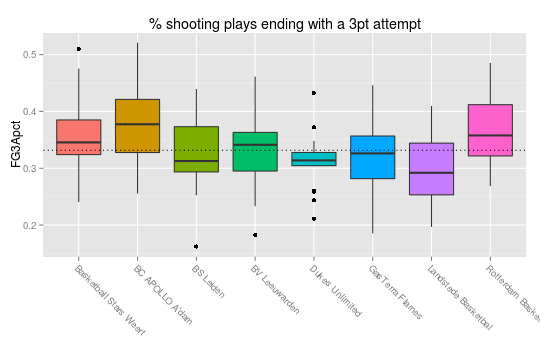 % shooting plays ending with a 3pt attempt
FG3Apct
0.5
0.4
0.3
0.2
Basketball Stars Weert
BC APOLLO A'dam
BS Leiden
BV Leeuwarden
Dukes Unlimited
GasTerra Flames
Landstede Basketbal
Rotterdam Baske